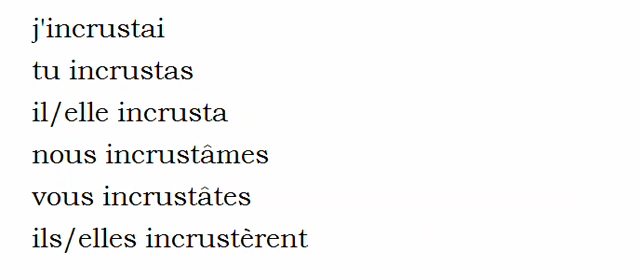 j'incrustai
tu incrustas
il/elle incrusta
nous incrustâmes
vous incrustâtes
ils/elles incrustèrent